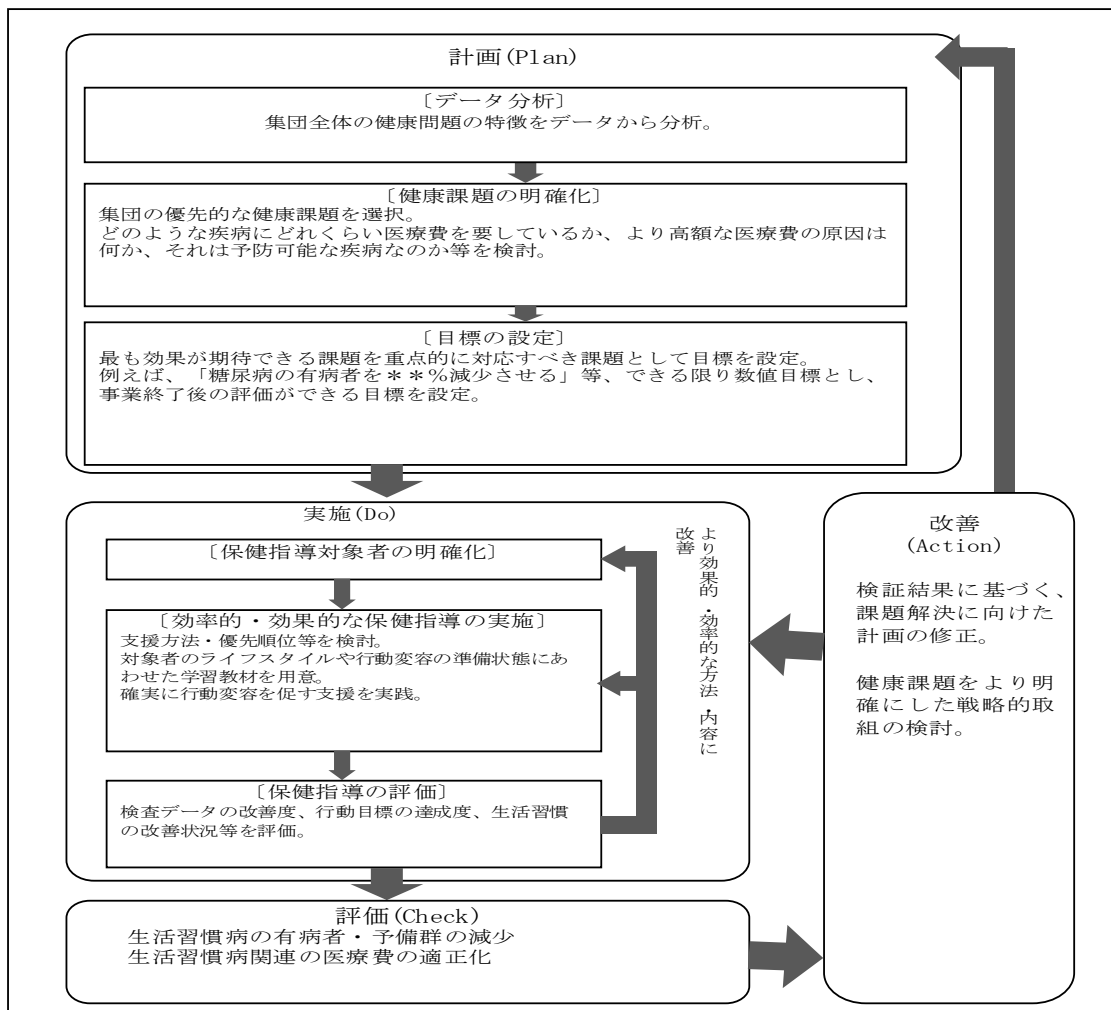 計画(Plan)
〔データ分析〕
集団全体の健康問題の特徴をデータから分析。
〔健康課題の明確化〕
集団の優先的な健康課題を選択。
どのような疾病にどれくらい医療費を要しているか、より高額な医療費の原因は
何か、それは予防可能な疾病なのか等を検討。
〔目標の設定〕
最も効果が期待できる課題を重点的に対応すべき課題として目標を設定。
例えば、「糖尿病の有病者を＊＊％減少させる」等、できる限り数値目標とし、
事業終了後の評価ができる目標を設定。
実施(Do)
〔保健指導対象者の明確化〕
〔効率的・効果的な保健指導の実施〕
支援方法・優先順位等を検討。
対象者のライフスタイルや行動変容の準備状態にあ
わせた学習教材を用意。
確実に行動変容を促す支援を実践。
〔保健指導の評価〕
検査データの改善度、行動目標の達成度、生活習慣
の改善状況等を評価。
より効果的・効率的な方法・内容に
改善
評価(Check)
生活習慣病の有病者・予備群の減少
生活習慣病関連の医療費の適正化
改善
(Action)
検証結果に基づく、
課題解決に向けた
計画の修正。
健康課題をより明
確にした戦略的取
組の検討。